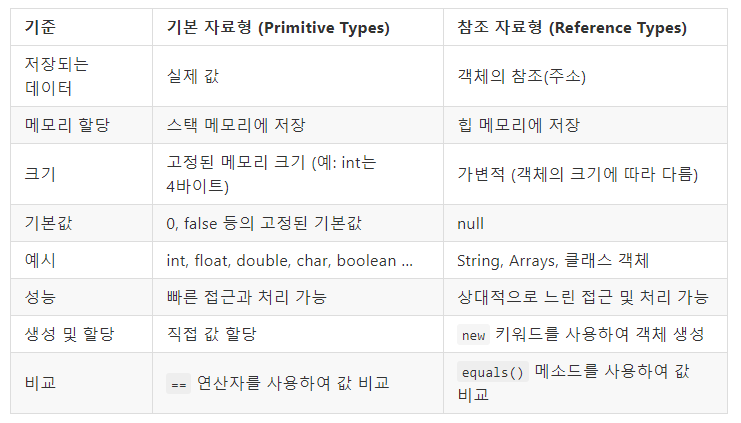 기준 기본 자료형 (Primitive Types) 참조 자료형 (Reference Types)
저장되는
데이터 실제 값 객체의 참조(주소)
메모리 할당 스택 메모리에 저장 힙 메모리에 저장
크기 고정된 메모리 크기 (예: int는
4바이트) 가변적 (객체의 크기에 따라 다름)
기본값 0, false 등의 고정된 기본값 null
예시 int, float, double, char, boolean ... String, Arrays, 클래스 객체
성능 빠른 접근과 처리 가능 상대적으로 느린 접근 및 처리 가능
생성 및 할당 직접 값 할당 new 키워드를 사용하여 객체 생성
비교 == 연산자를 사용하여 값 비교 equals() 메소드를 사용하여 값
비교